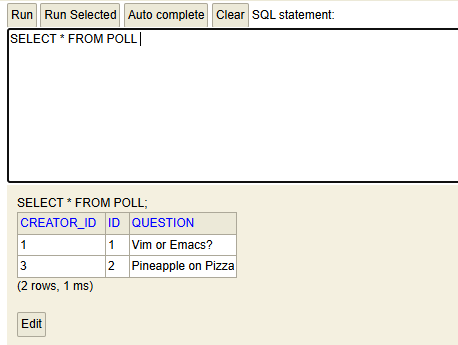 Run Run Selected Auto complete Clear SQL statement:
SELECT * FROM POLL
SELECT * FROM POLL;
CREATOR_ID ID QUESTION
1 1 Vim or Emacs?
3 2 Pineapple on Pizza
(2 rows, 1 ms)
Edit